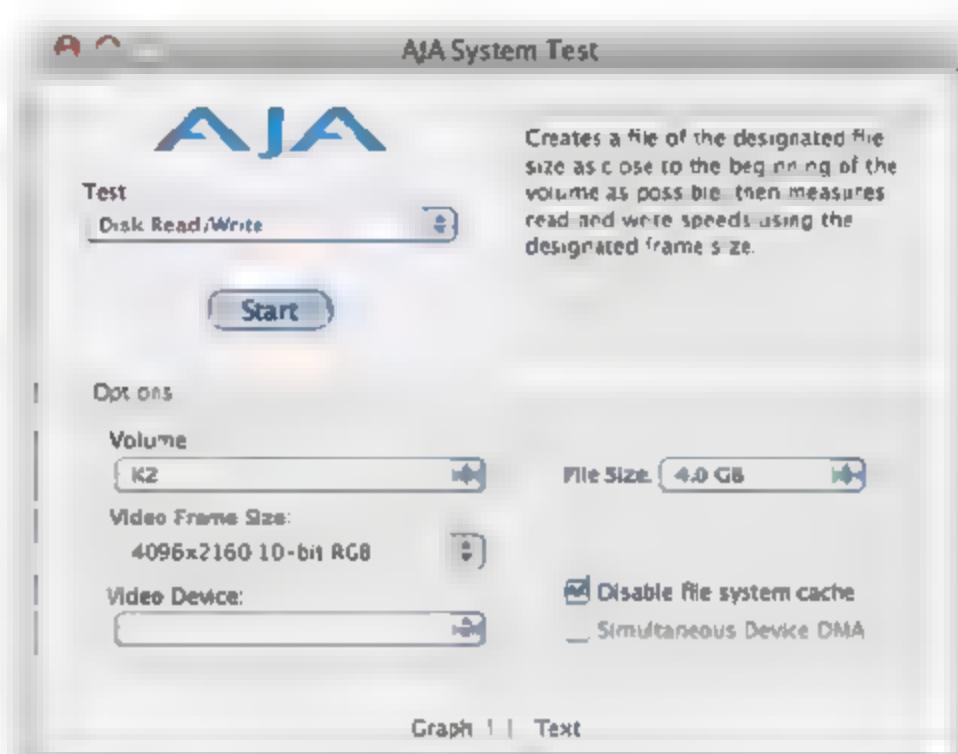 AJA System Test
AJA
Creates a file of the designated file
size as close to the beginning of the
volume as possible, then measures
read and write speeds using the
designated frame size.
Test
Disk Read/Write
Start
Options
Volume
K2
File Size: 4.0 GB
Video Frame Size:
4096x2160 10-bit RGB
Video Device:
Disable file system cache
Simultaneous Device DMA
Graph | Text